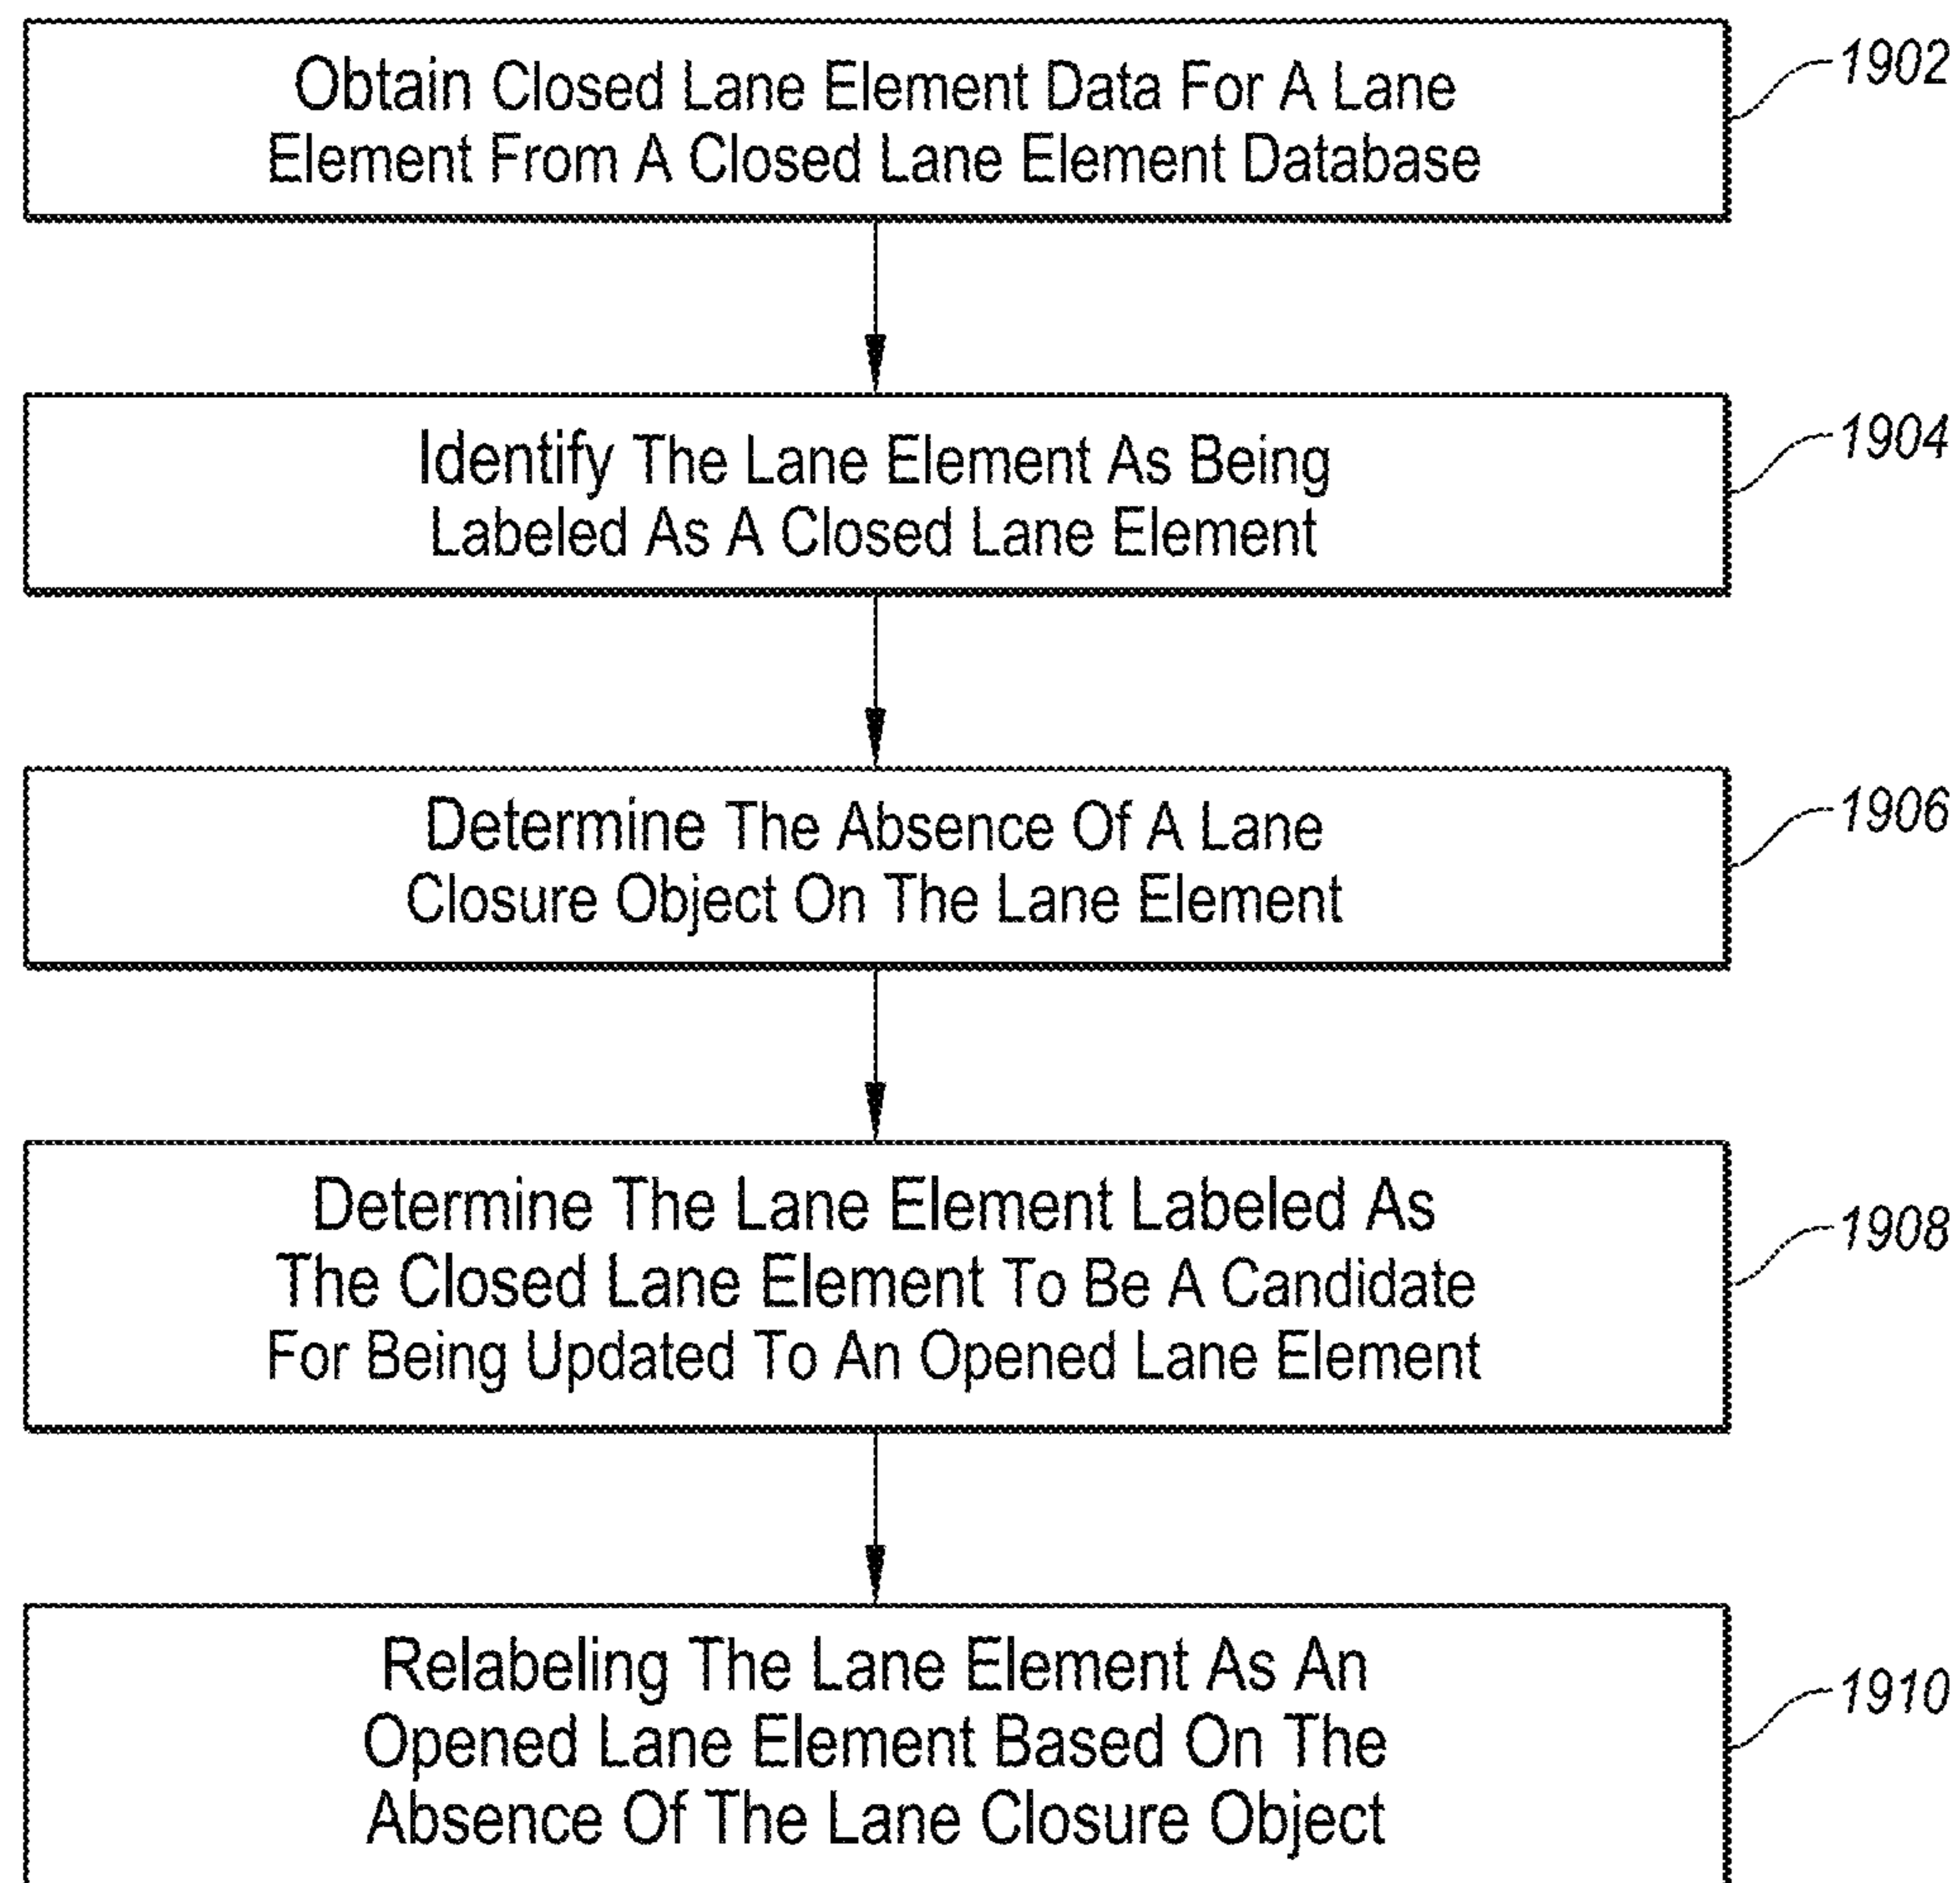 Obtain Closed Lane Element Data For A Lane
Element From A Closed Lane Element Database
1902
Identify The Lane Element As Being
Labeled As A Closed Lane Element
1904
Determine The Absence Of A Lane
Closure Object On The Lane Element
1906
Determine The Lane Element Labeled As
The Closed Lane Element To Be A Candidate
For Being Updated To An Opened Lane Element
1908
Relabeling The Lane Element As An
Opened Lane Element Based On The
Absence Of The Lane Closure Object
1910